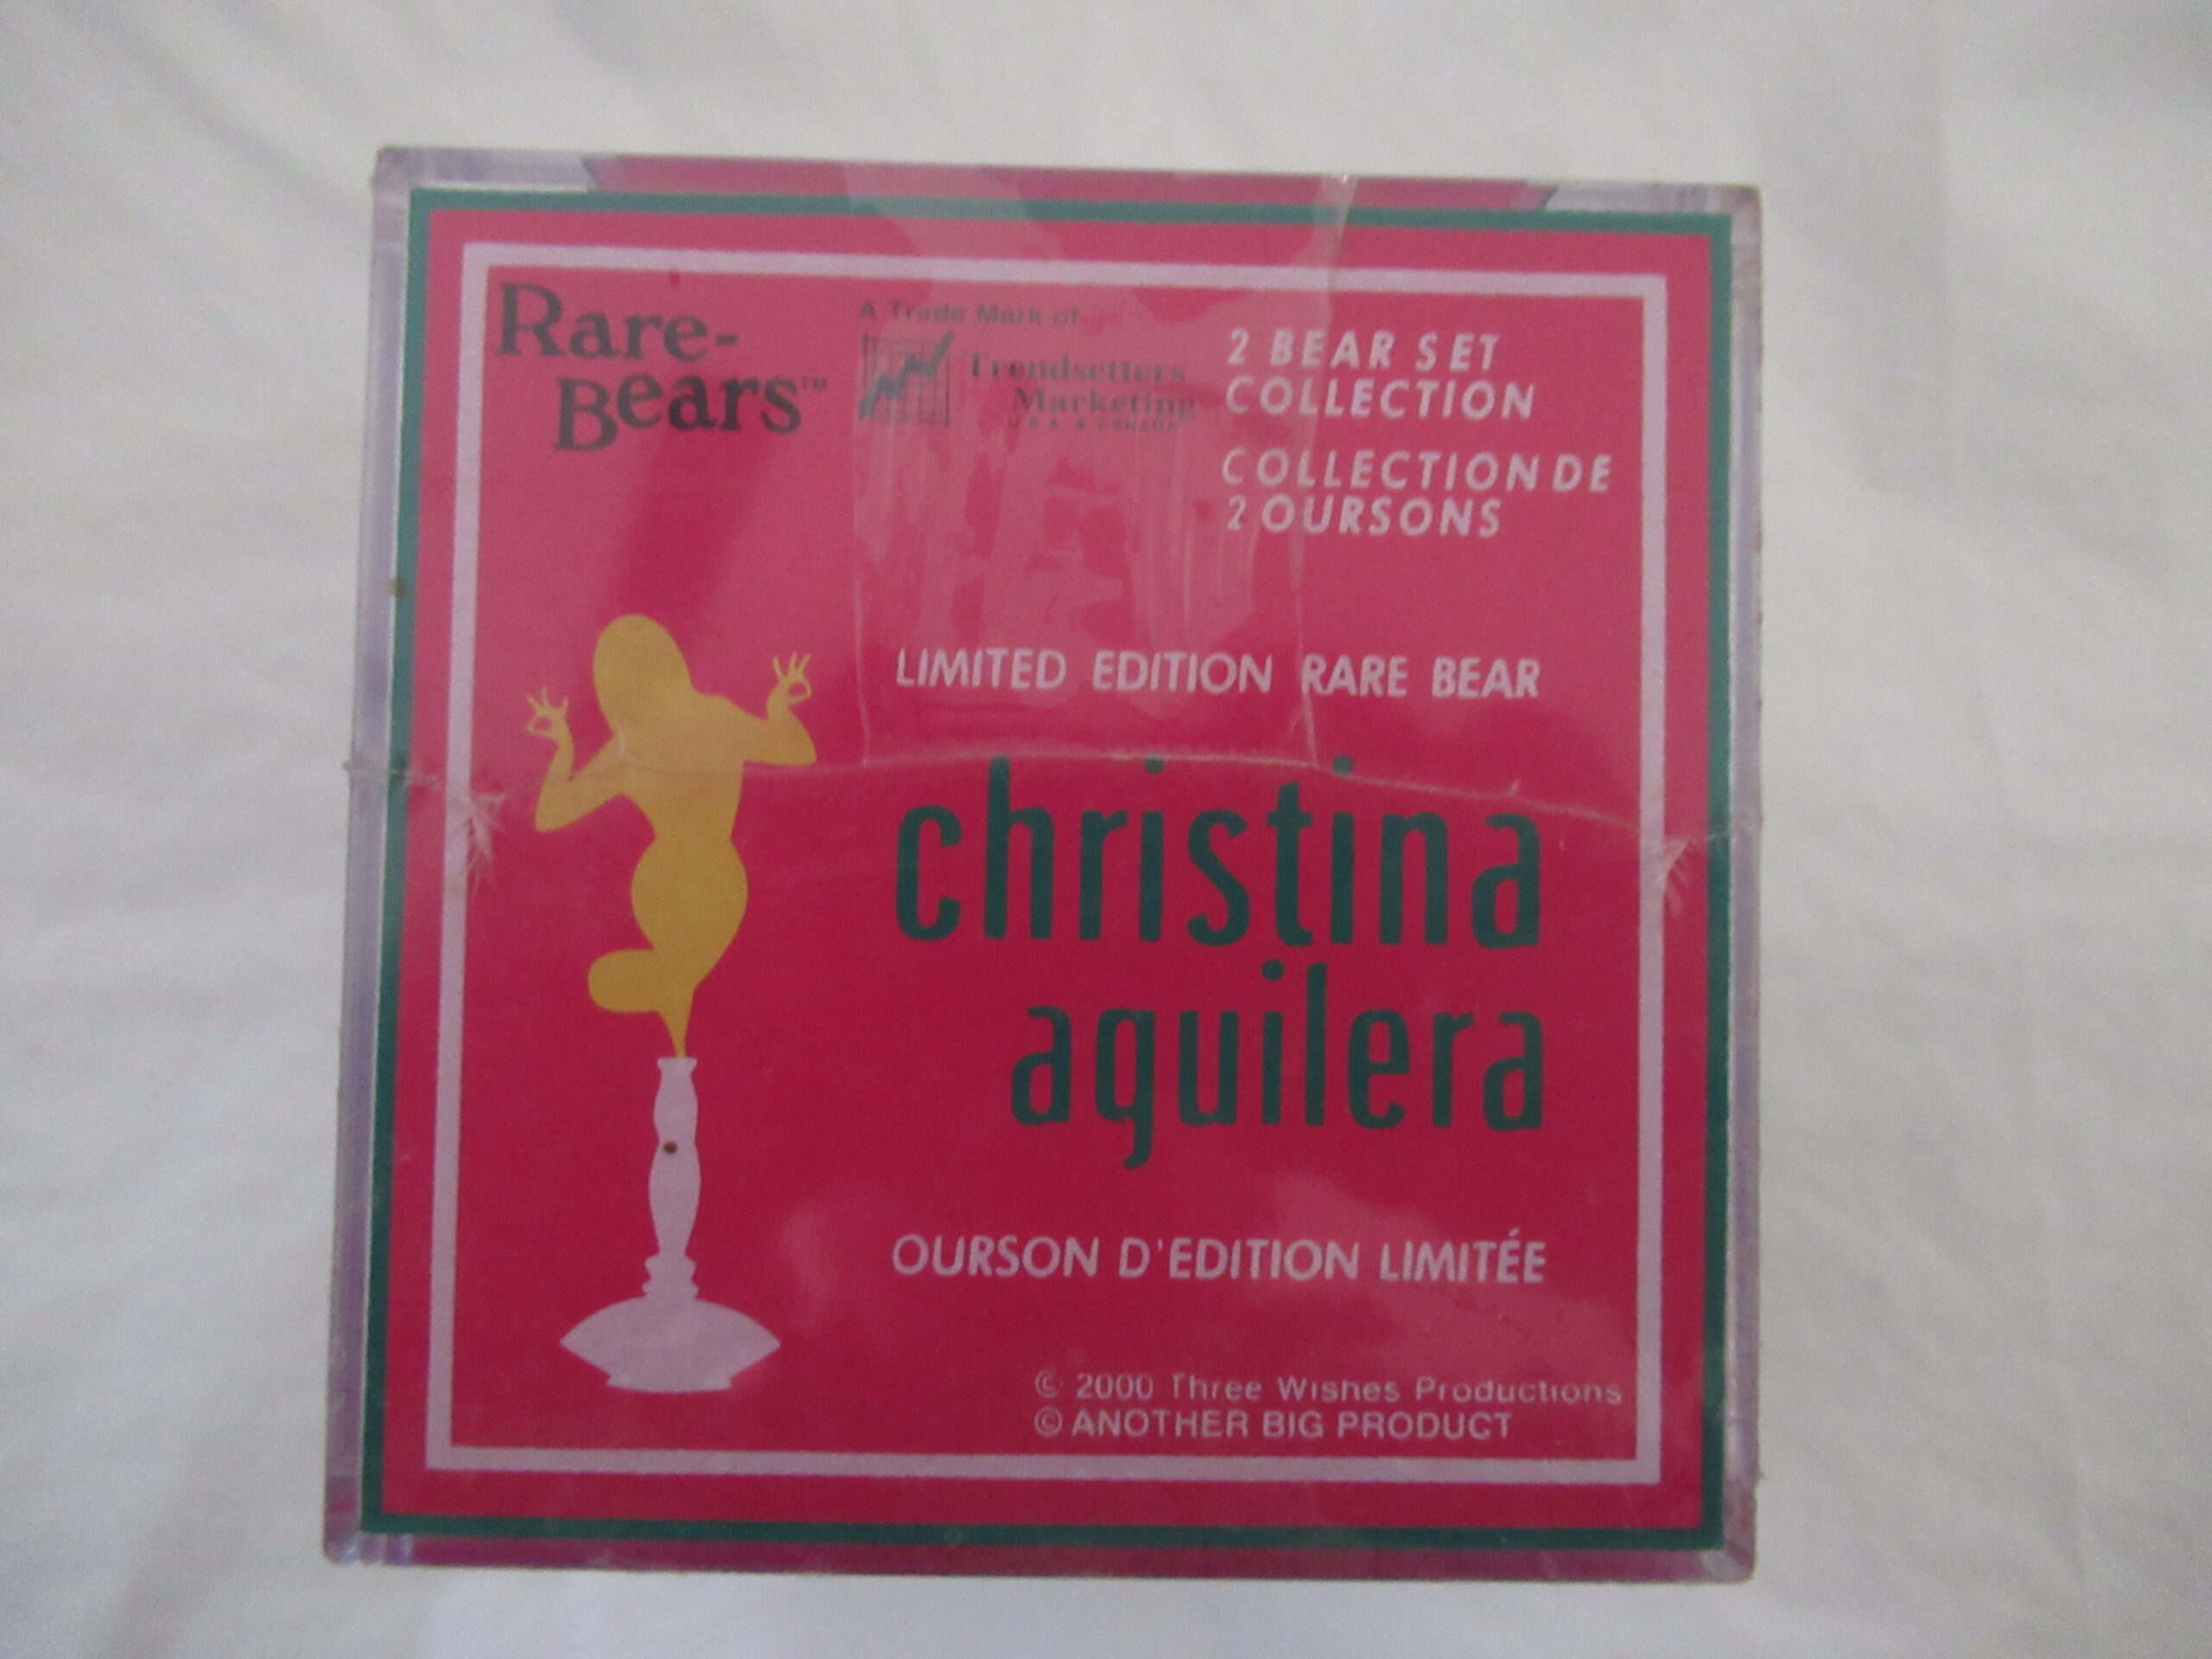 Rare-
Bears™
A Trade Mark of
Trendsetters
Marketing
U.S.A. & CANADA
2 BEAR SET
COLLECTION
COLLECTION DE
2 OURSONS
LIMITED EDITION RARE BEAR
christina
aguilera
OURSON D'EDITION LIMITÉE
© 2000 Three Wishes Productions
© ANOTHER BIG PRODUCT